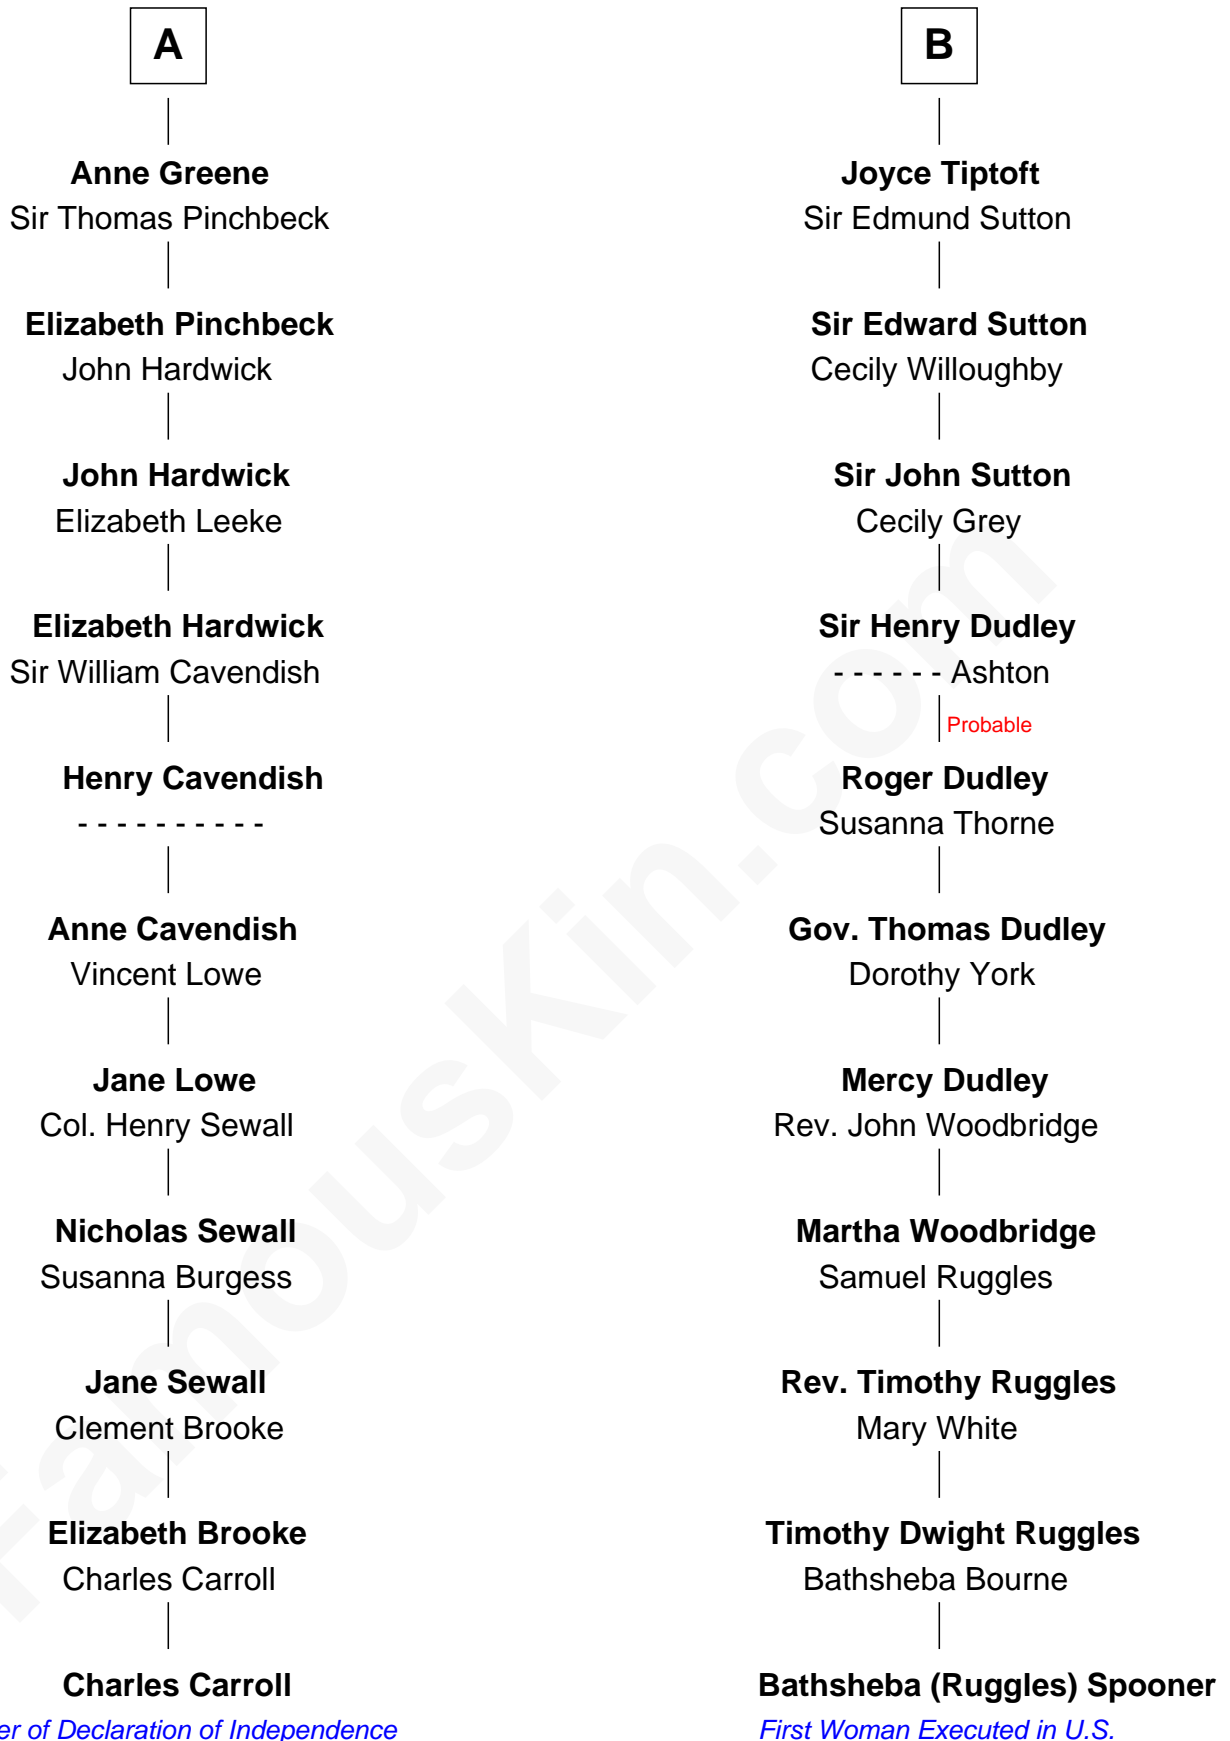 A
Anne Greene
Sir Thomas Pinchbeck
Elizabeth Pinchbeck
John Hardwick
John Hardwick
Elizabeth Leeke
Elizabeth Hardwick
Sir William Cavendish
Henry Cavendish
- - - - - - - - - -
Anne Cavendish
Vincent Lowe
Jane Lowe
Col. Henry Sewall
Nicholas Sewall
Susanna Burgess
Jane Sewall
Clement Brooke
Elizabeth Brooke
Charles Carroll
Charles Carroll
er of Declaration of Independence
B
Joyce Tiptoft
Sir Edmund Sutton
Sir Edward Sutton
Cecily Willoughby
Sir John Sutton
Cecily Grey
Sir Henry Dudley
- - - - - - Ashton
Probable
Roger Dudley
Susanna Thorne
Gov. Thomas Dudley
Dorothy York
Mercy Dudley
Rev. John Woodbridge
Martha Woodbridge
Samuel Ruggles
Rev. Timothy Ruggles
Mary White
Timothy Dwight Ruggles
Bathsheba Bourne
Bathsheba (Ruggles) Spooner
First Woman Executed in U.S.
FamousKin.com